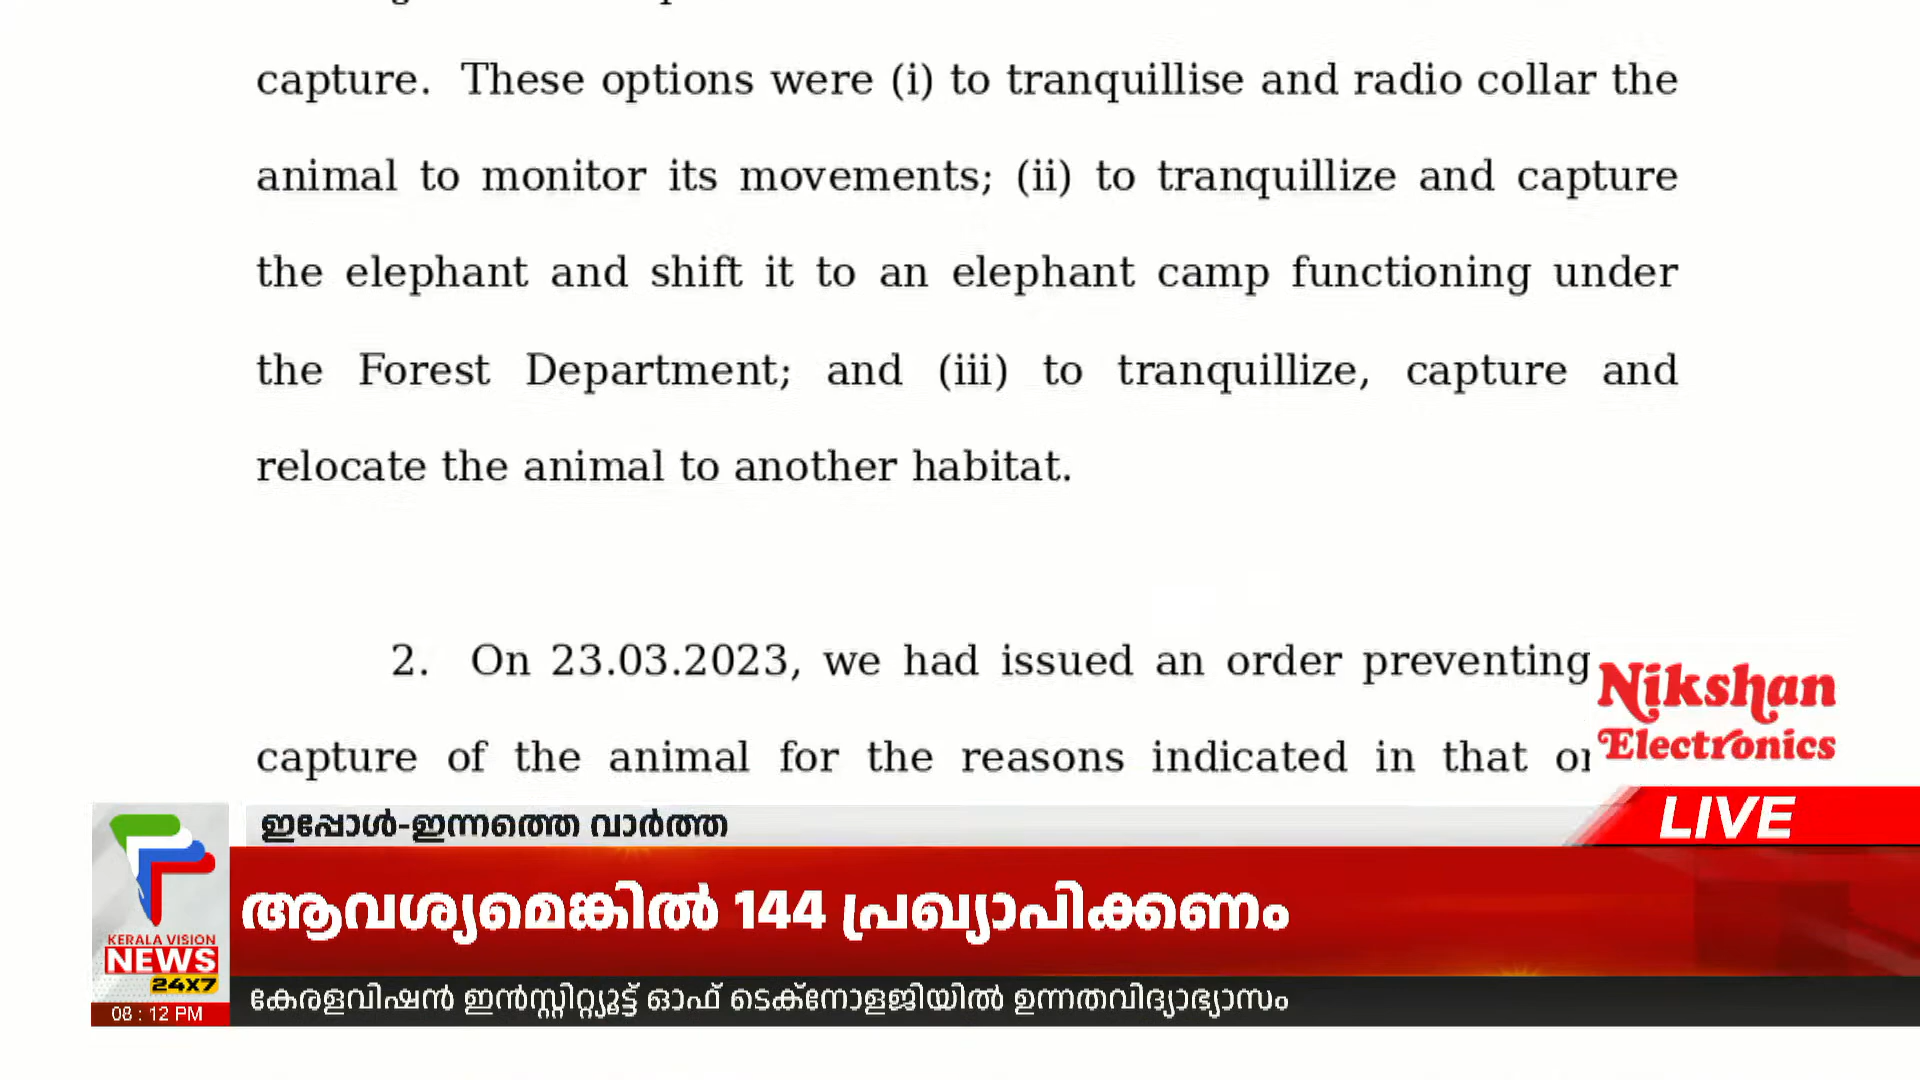 capture. These options were (i) to tranquillise and radio collar the
animal to monitor its movements; (ii) to tranquillize and capture
the elephant and shift it to an elephant camp functioning under
the Forest Department; and (iii) to tranquillize, capture and
relocate the animal to another habitat.
2. On 23.03.2023, we had issued an order preventing
capture of the animal for the reasons indicated in that
Nikshan
Electronics
LIVE
ഇപ്പോൾ-ഇന്നത്തെ വാർത്ത
ആവശ്യമെങ്കിൽ 144 പ്രഖ്യാപിക്കണം
കേരളവിഷൻ ഇൻസ്റ്റിറ്റ്യൂട്ട് ഓഫ് ടെക്നോളജിയിൽ ഉന്നതവിദ്യാഭ്യാസം
KERALA VISION
NEWS
24X7
08 : 12 PM